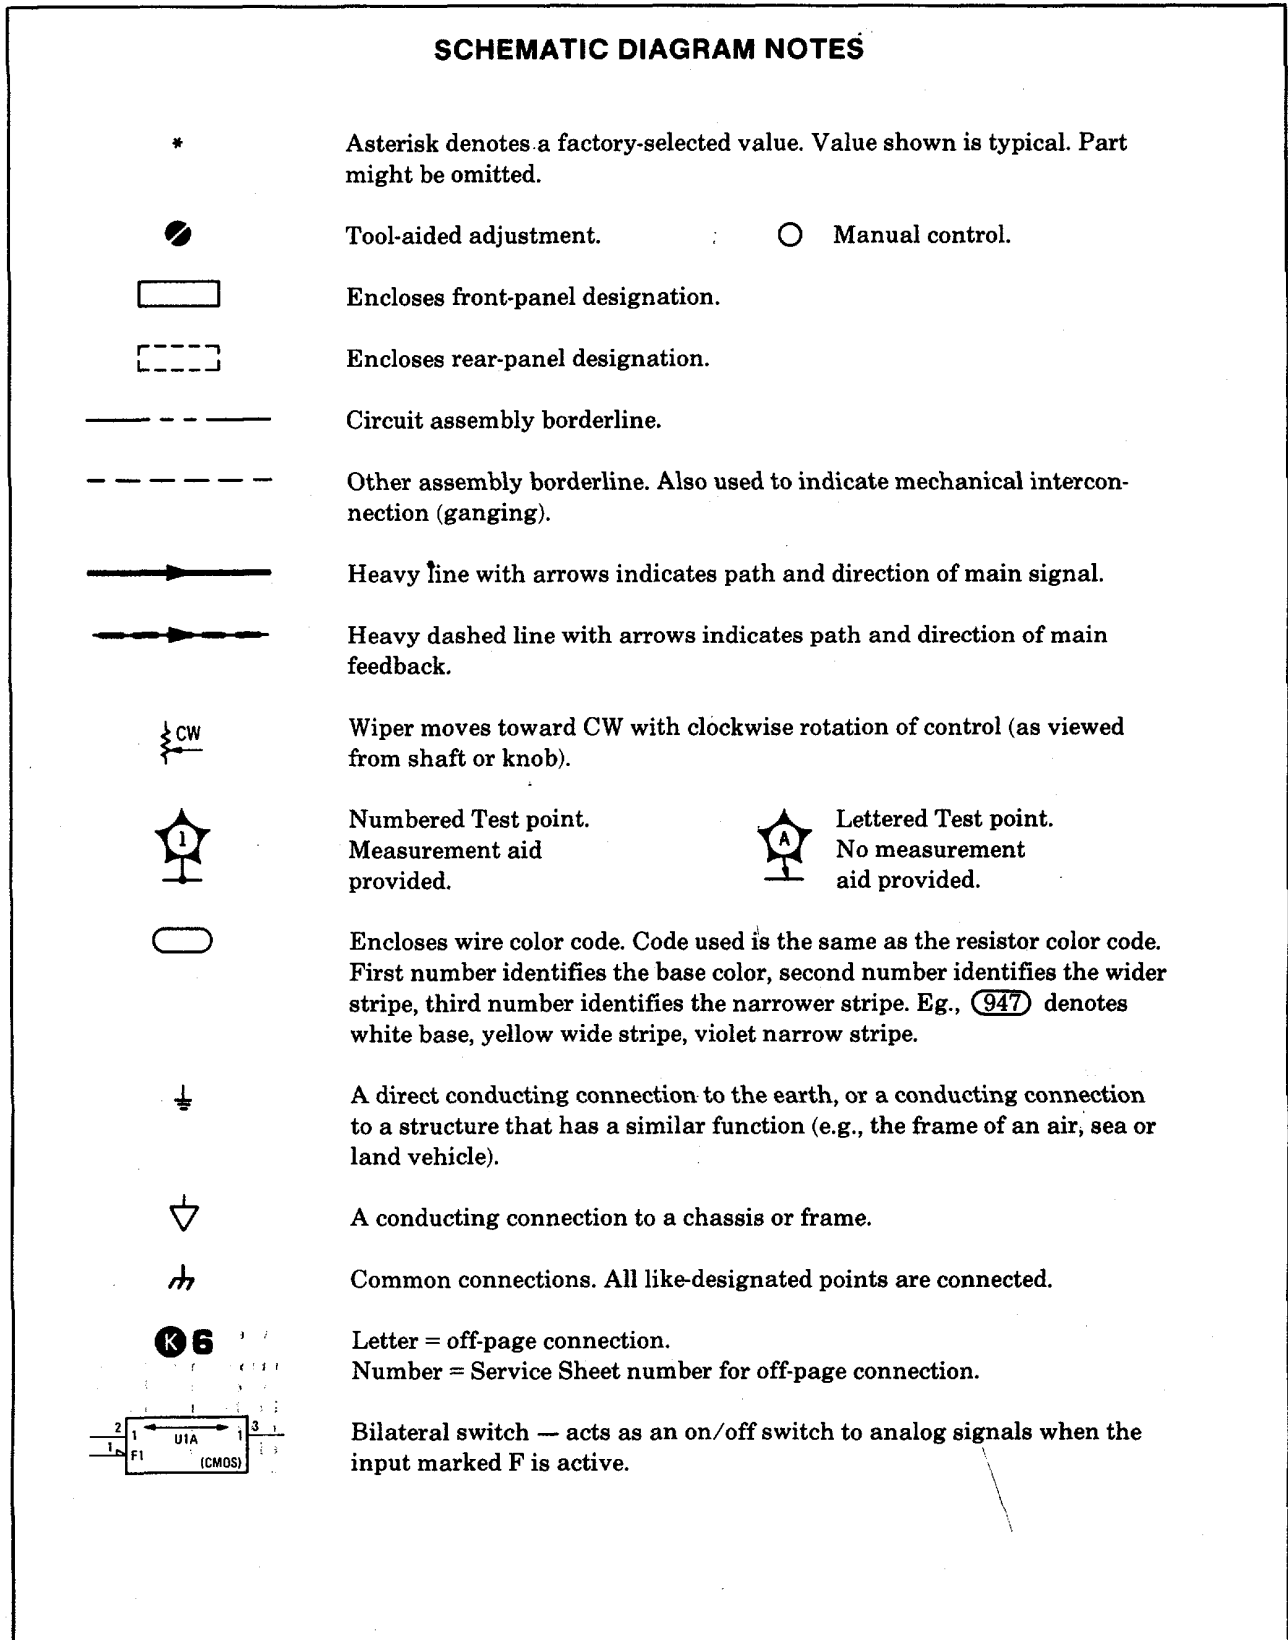 SCHEMATIC DIAGRAM NOTES
*
Asterisk denotes a factory-selected value. Value shown is typical. Part
might be omitted.
Tool-aided adjustment.
Manual control.
Encloses front-panel designation.
Encloses rear-panel designation.
Circuit assembly borderline.
Other assembly borderline. Also used to indicate mechanical intercon-
nection (ganging).
Heavy line with arrows indicates path and direction of main signal.
Heavy dashed line with arrows indicates path and direction of main
feedback.
CW
Wiper moves toward CW with clockwise rotation of control (as viewed
from shaft or knob).
1
Numbered Test point.
Measurement aid
provided.
A
Lettered Test point.
No measurement
aid provided.
Encloses wire color code. Code used is the same as the resistor color code.
First number identifies the base color, second number identifies the wider
stripe, third number identifies the narrower stripe. Eg., 947 denotes
white base, yellow wide stripe, violet narrow stripe.
A direct conducting connection to the earth, or a conducting connection
to a structure that has a similar function (e.g., the frame of an air, sea or
land vehicle).
A conducting connection to a chassis or frame.
Common connections. All like-designated points are connected.
K 6
Letter = off-page connection.
Number = Service Sheet number for off-page connection.
2 1 U1A 1 3
1 F1 (CMOS)
Bilateral switch — acts as an on/off switch to analog signals when the
input marked F is active.